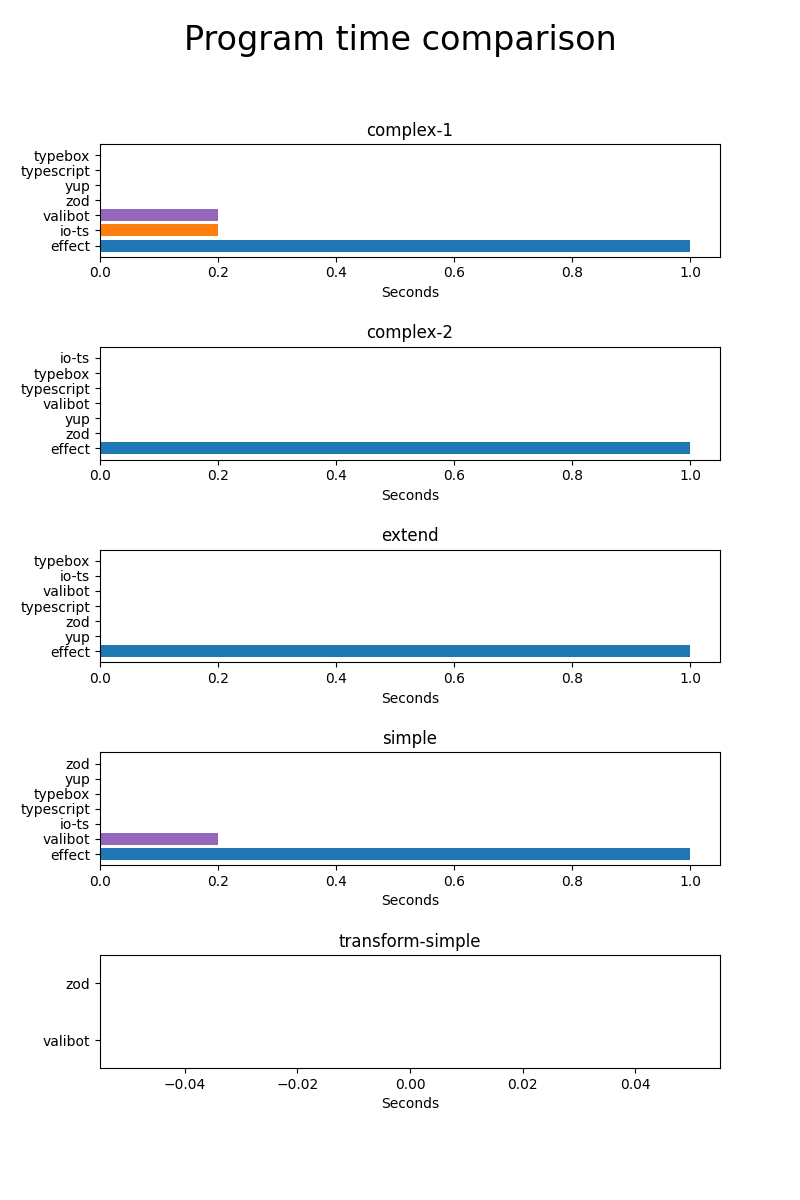 Program time comparison
complex-1
typebox
typescript
yup
zod
valibot
io-ts
effect
0.0 0.2 0.4 0.6 0.8 1.0
Seconds
complex-2
io-ts
typebox
typescript
valibot
yup
zod
effect
0.0 0.2 0.4 0.6 0.8 1.0
Seconds
extend
typebox
io-ts
valibot
typescript
zod
yup
effect
0.0 0.2 0.4 0.6 0.8 1.0
Seconds
simple
zod
yup
typebox
typescript
io-ts
valibot
effect
0.0 0.2 0.4 0.6 0.8 1.0
Seconds
transform-simple
zod
valibot
−0.04 −0.02 0.00 0.02 0.04
Seconds